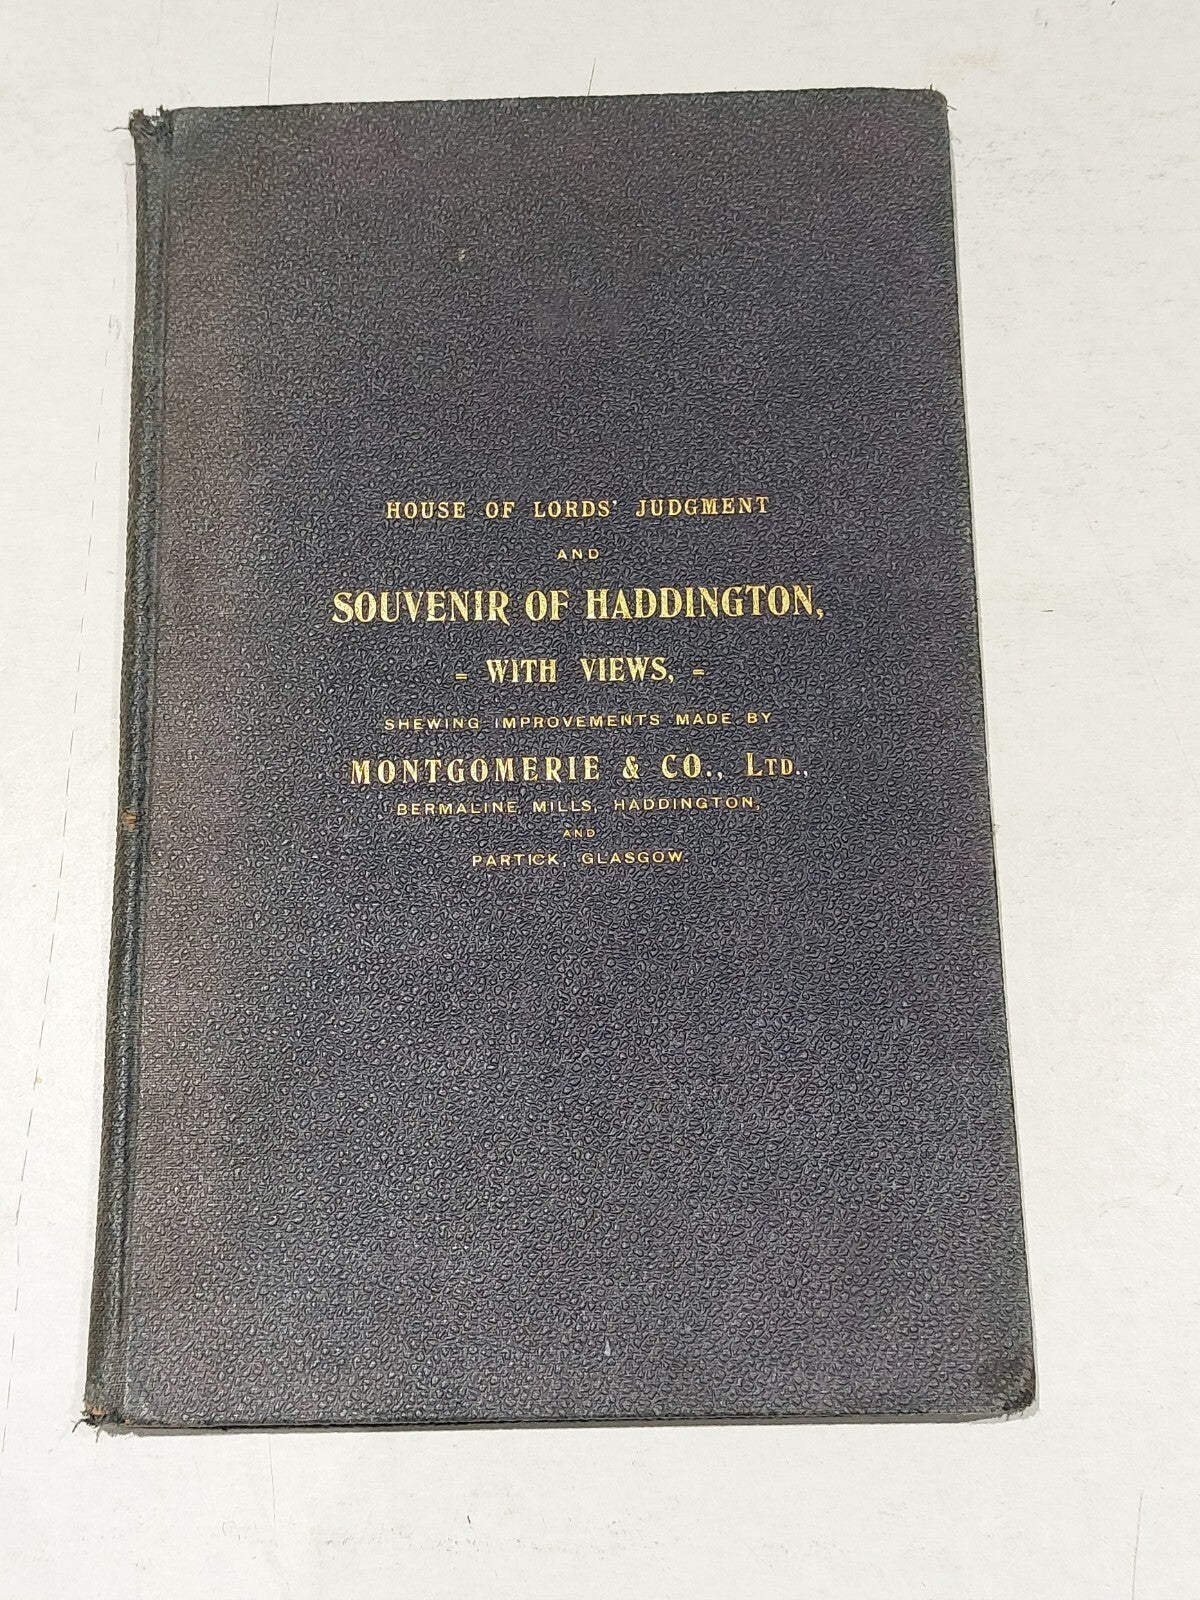 HOUSE OF LORDS' JUDGMENT
AND
SOUVENIR OF HADDINGTON,
= WITH VIEWS, =
SHEWING IMPROVEMENTS MADE BY
MONTGOMERIE & CO., LTD.,
BERMALINE MILLS, HADDINGTON,
AND
PARTICK, GLASGOW.